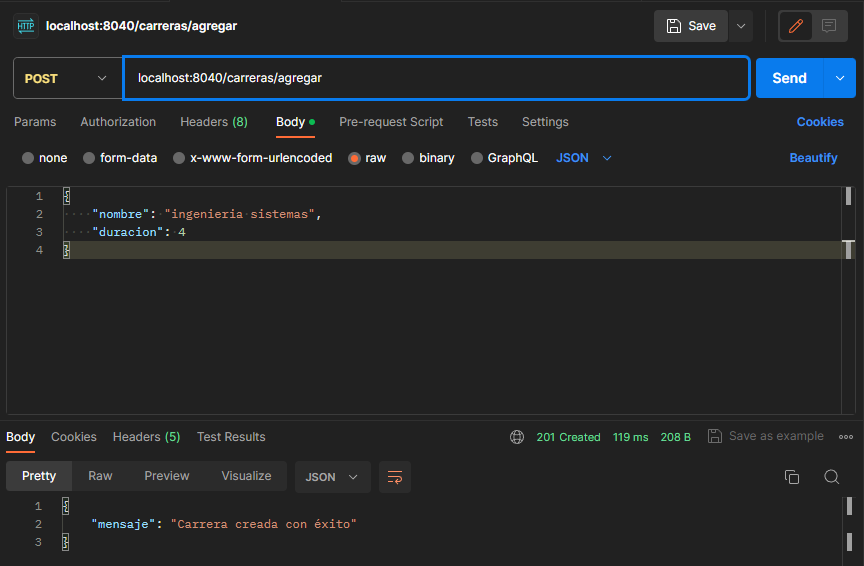 HTTP localhost:8040/carreras/agregar Save
POST localhost:8040/carreras/agregar Send
Params Authorization Headers (8) Body Pre-request Script Tests Settings Cookies
none form-data x-www-form-urlencoded raw binary GraphQL JSON Beautify
1 {
2 "nombre": "ingenieria sistemas",
3 "duracion": 4
4 }
Body Cookies Headers (5) Test Results 201 Created 119 ms 208 B Save as example
Pretty Raw Preview Visualize JSON
1 {
2 "mensaje": "Carrera creada con éxito"
3 }